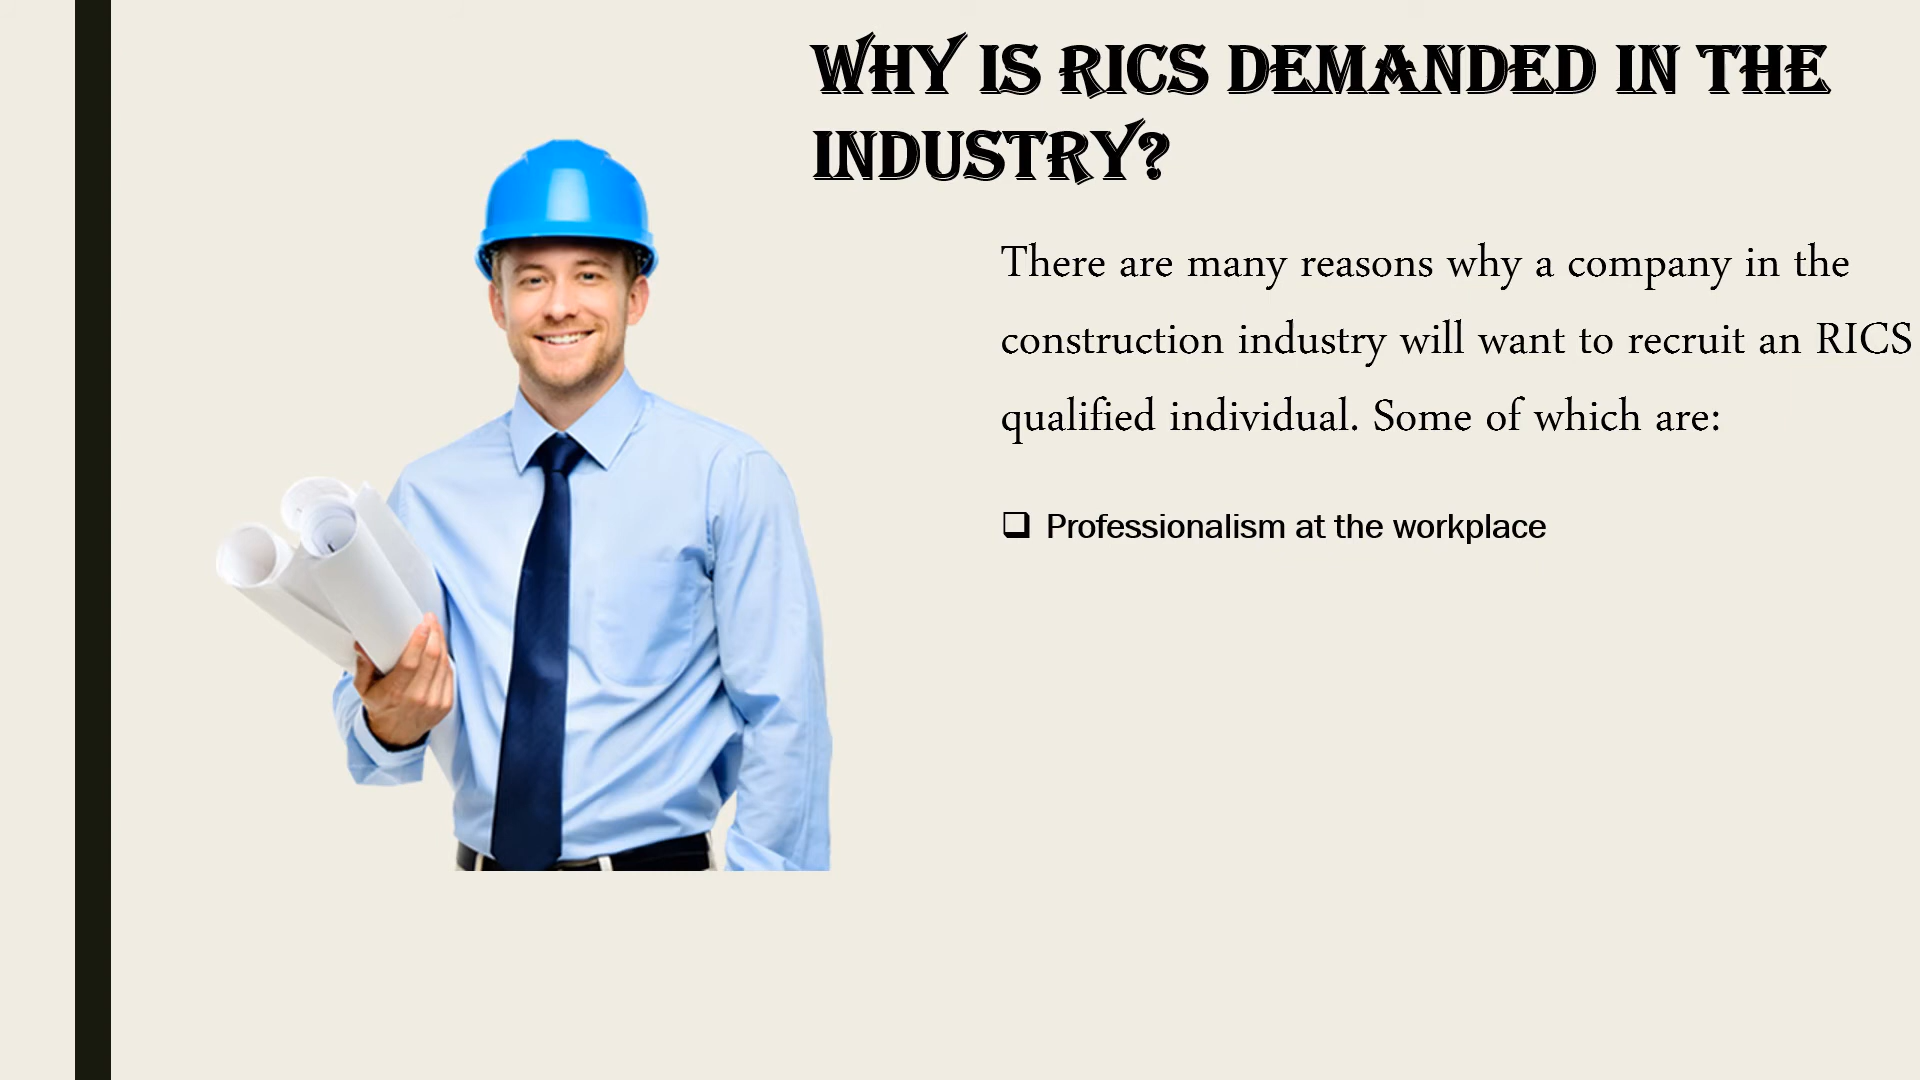 WHY IS RICS DEMANDED IN THE
INDUSTRY?
There are many reasons why a company in the
construction industry will want to recruit an RICS
qualified individual. Some of which are:
❑ Professionalism at the workplace